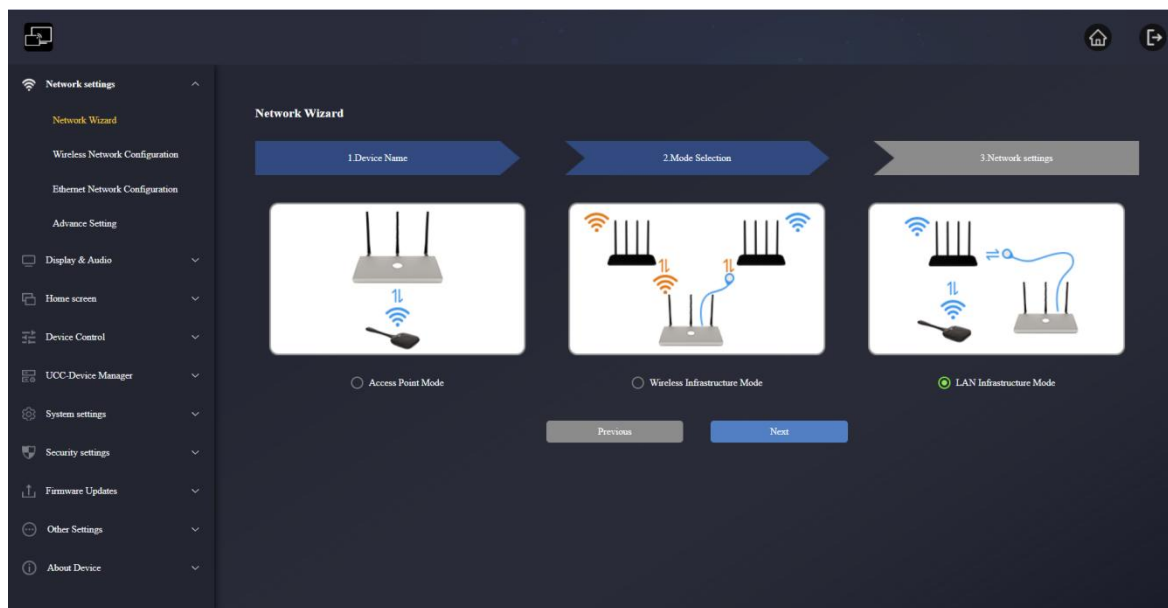 Network settings
Network Wizard
Wireless Network Configuration
Ethernet Network Configuration
Advance Setting
Display & Audio
Home screen
Device Control
UCC-Device Manager
System settings
Security settings
Firmware Updates
Other Settings
About Device
Network Wizard
1.Device Name
2.Mode Selection
3.Network settings
Access Point Mode
Wireless Infrastructure Mode
LAN Infrastructure Mode
Previous
Next